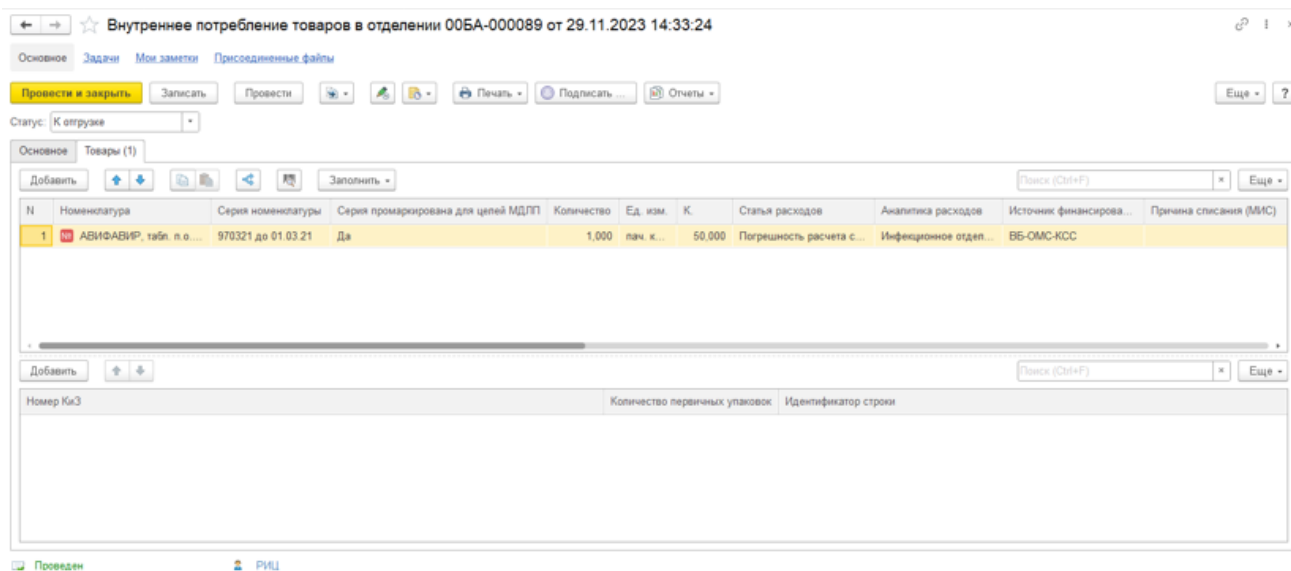 Внутреннее потребление товаров в отделении 00БА-000089 от 29.11.2023 14:33:24
Основное Задачи Мои заметки Присоединенные файлы
Провести и закрыть Записать Провести Печать Подписать ... Отчеты Еще ?
Статус: К отгрузке
Основное Товары (1)
Добавить Заполнить Поиск (Ctrl+F) × Еще
N Номенклатура Серия номенклатуры Серия промаркирована для целей МДЛП Количество Ед. изм. К. Статья расходов Аналитика расходов Источник финансирова... Причина списания (МИС)
1 АВИФАВИР, табл. п.о.... 970321 до 01.03.21 Да 1,000 пач. к... 50,000 Погрешность расчета с... Инфекционное отдел... ВБ-ОМС-КСС
Добавить Поиск (Ctrl+F) × Еще
Номер КиЗ Количество первичных упаковок Идентификатор строки
Проведен РИЦ